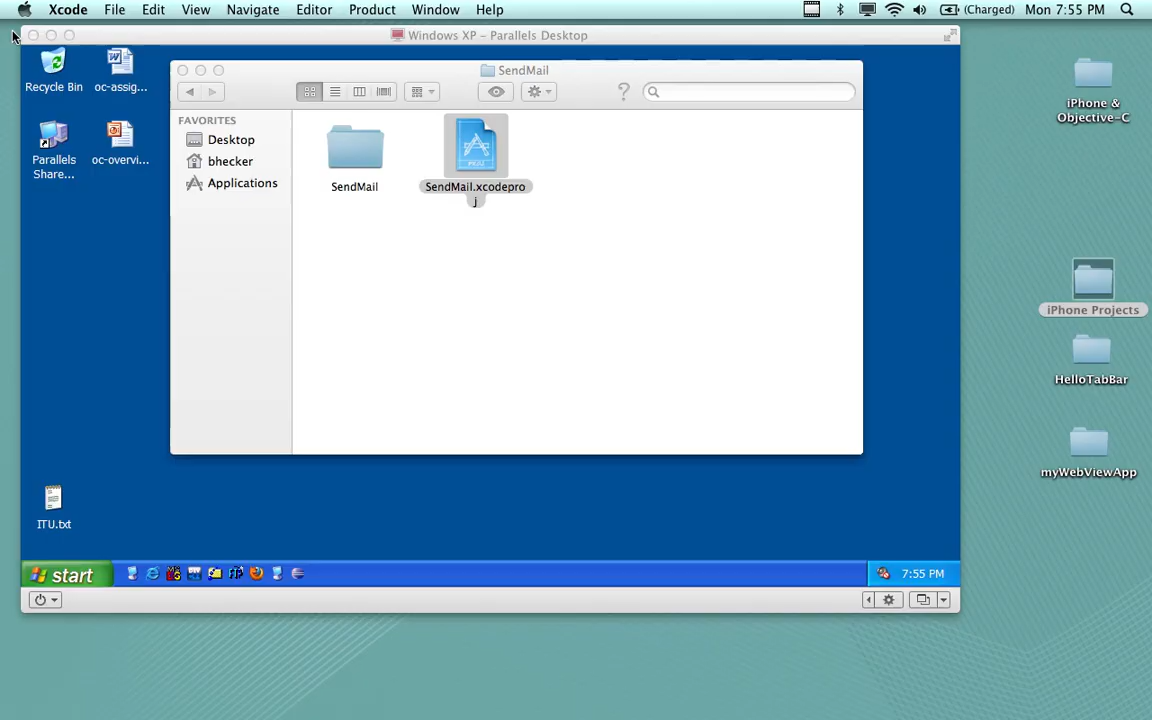 Xcode File Edit View Navigate Editor Product Window Help (Charged) Mon 7:55 PM
Windows XP – Parallels Desktop
Recycle Bin
oc-assig...
Parallels
Share...
oc-overvi...
ITU.txt
SendMail
FAVORITES
Desktop
bhecker
Applications
SendMail
SendMail.xcodepro
j
iPhone &
Objective-C
iPhone Projects
HelloTabBar
myWebViewApp
start
7:55 PM